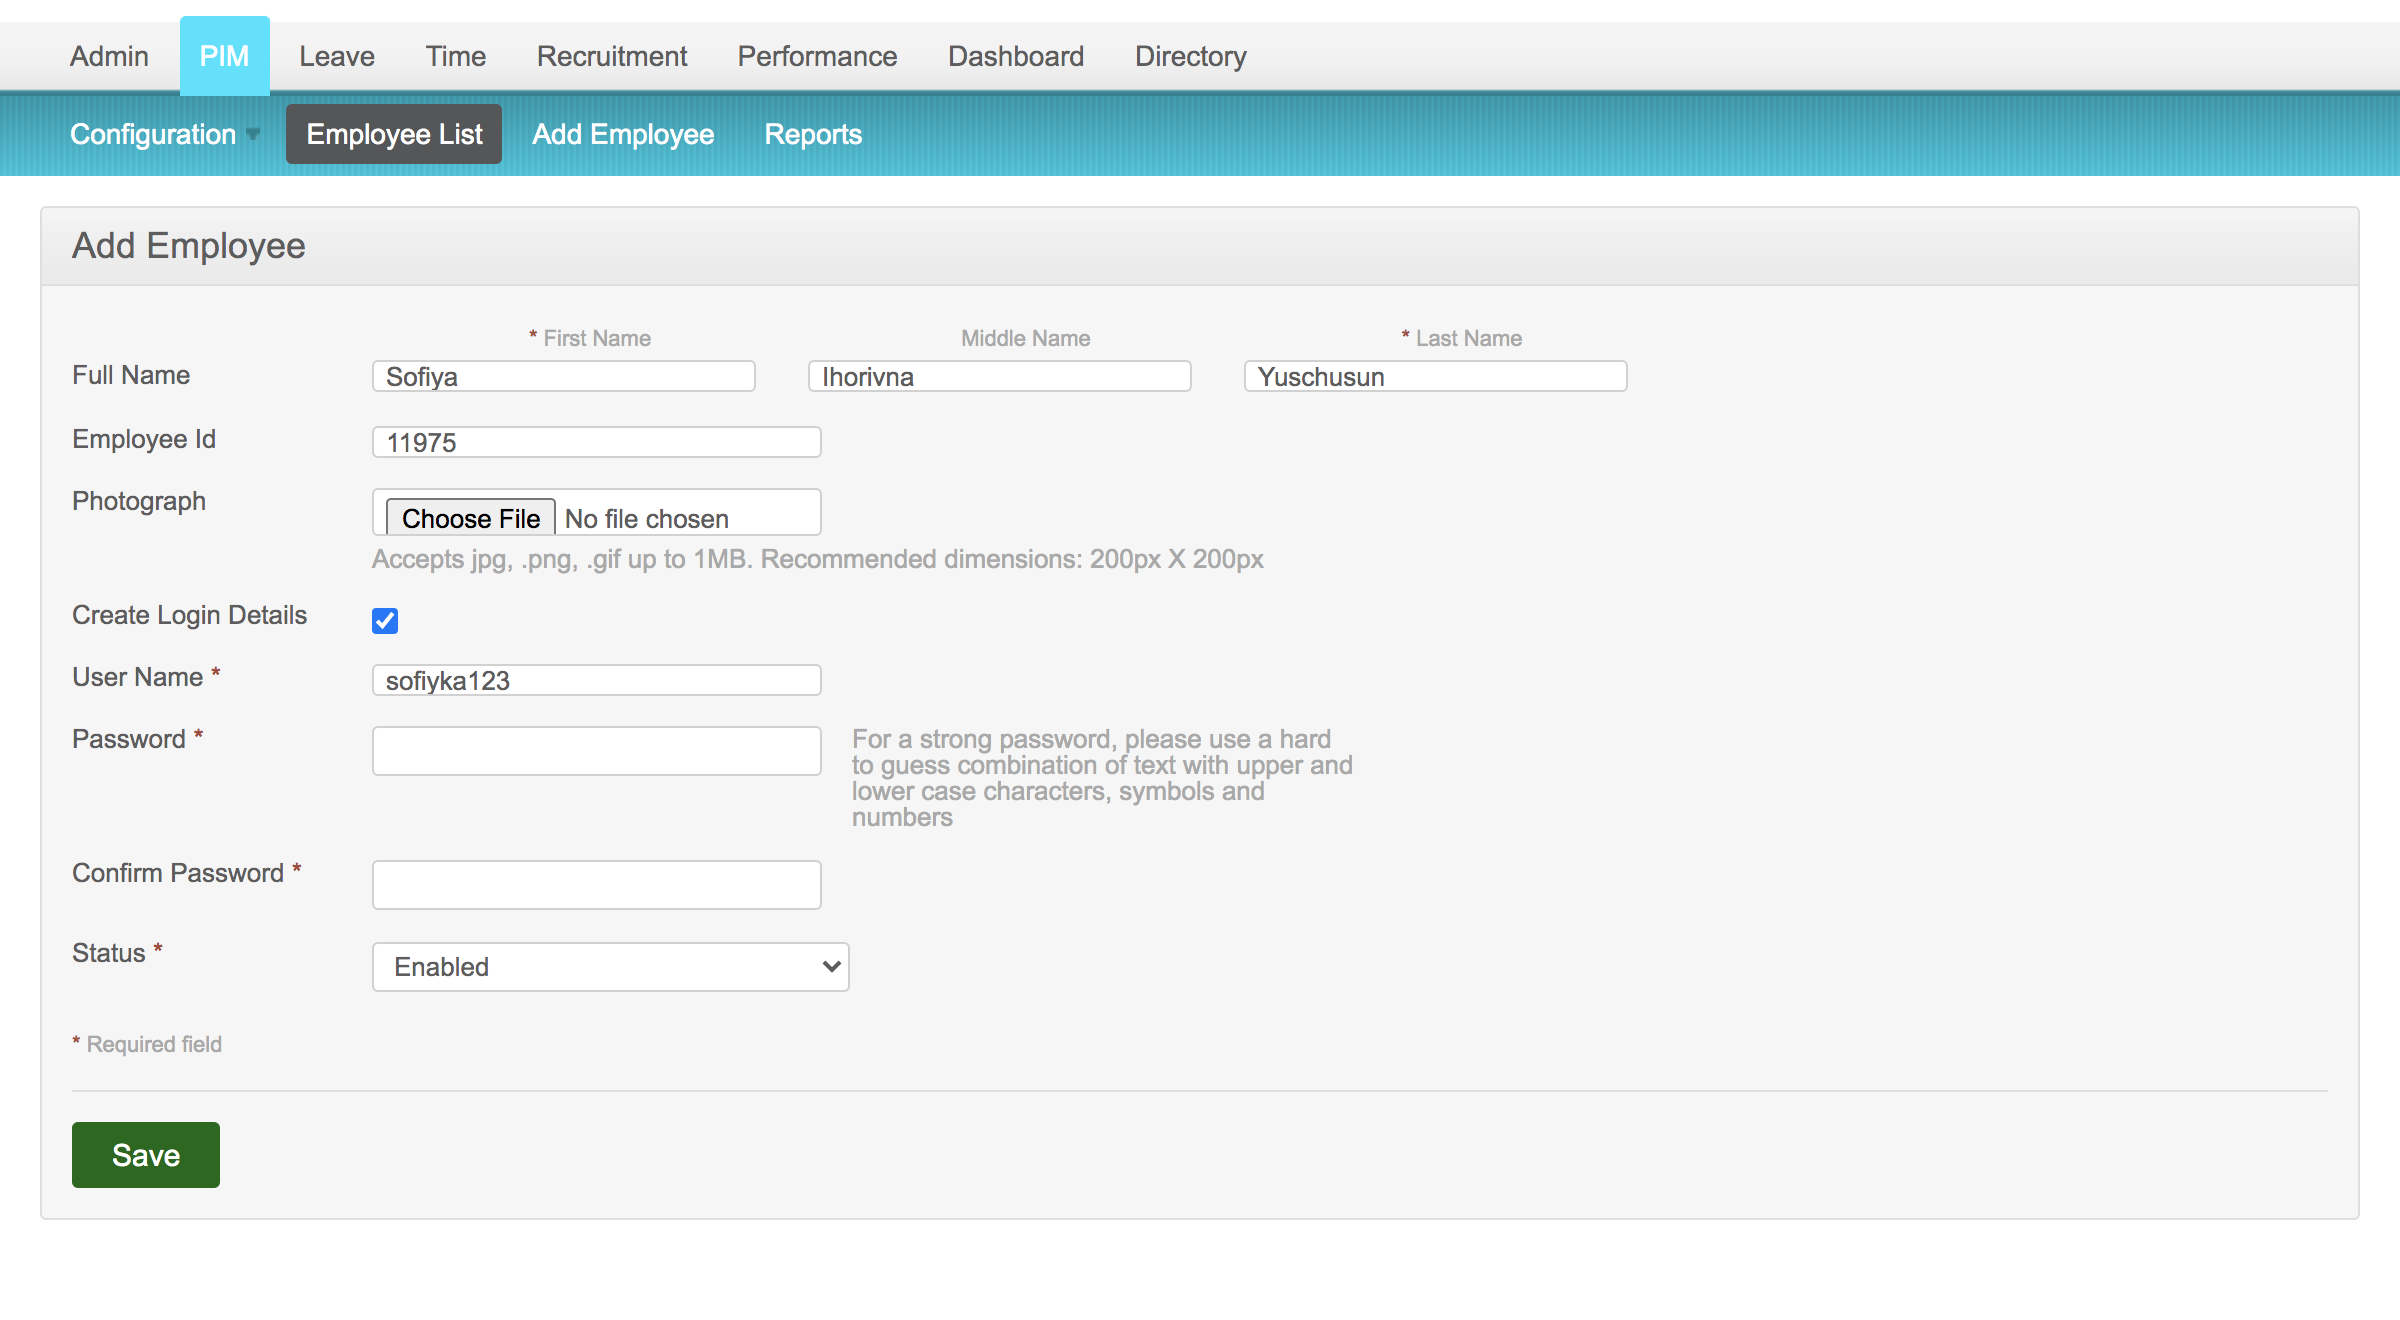 Admin PIM Leave Time Recruitment Performance Dashboard Directory
Configuration Employee List Add Employee Reports
Add Employee
* First Name Middle Name * Last Name
Full Name Sofiya Ihorivna Yuschusun
Employee Id 11975
Photograph Choose File No file chosen
Accepts jpg, .png, .gif up to 1MB. Recommended dimensions: 200px X 200px
Create Login Details
User Name * sofiyka123
Password * For a strong password, please use a hard
to guess combination of text with upper and
lower case characters, symbols and
numbers
Confirm Password *
Status * Enabled
* Required field
Save